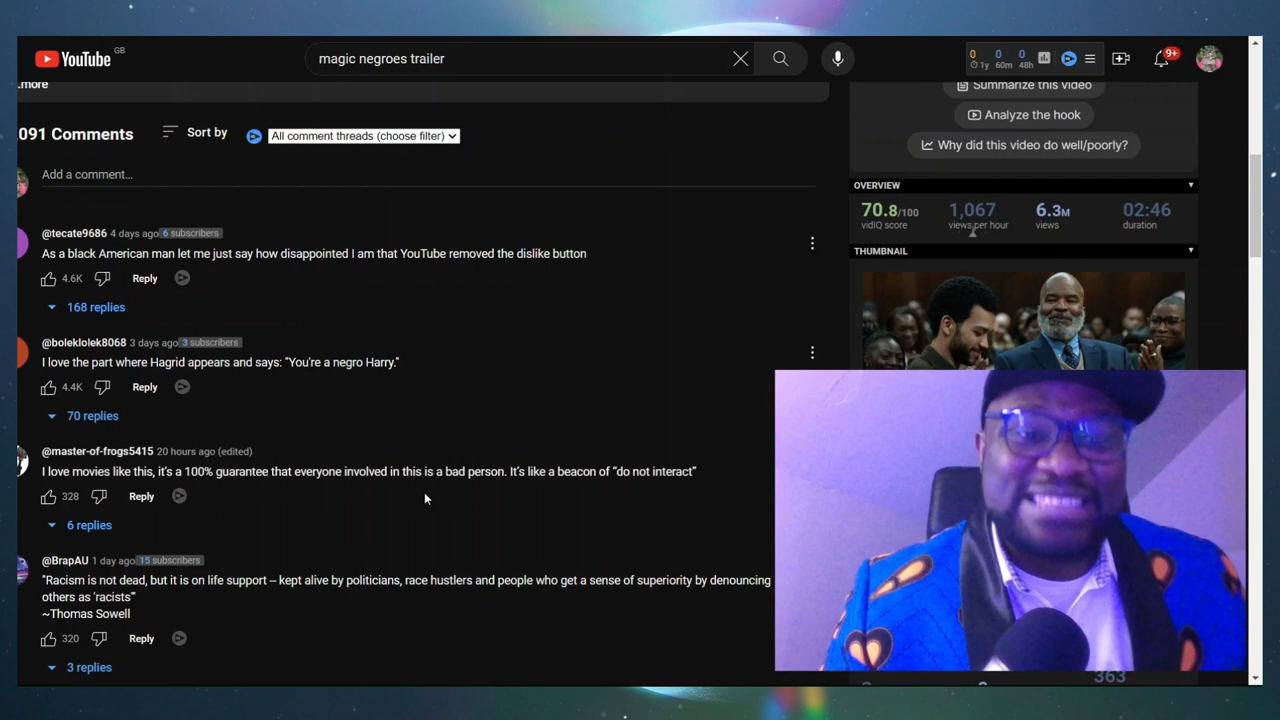 YouTube GB
magic negroes trailer
0 0 0
1y 60m 48h
9+
.more
Summarize this video
Analyze the hook
Why did this video do well/poorly?
091 Comments
Sort by
All comment threads (choose filter)
Add a comment...
@tecate9686 4 days ago 6 subscribers
As a black American man let me just say how disappointed I am that YouTube removed the dislike button
4.6K Reply
168 replies
@boleklolek8068 3 days ago 3 subscribers
I love the part where Hagrid appears and says: "You're a negro Harry."
4.4K Reply
70 replies
@master-of-frogs5415 20 hours ago (edited)
I love movies like this, it's a 100% guarantee that everyone involved in this is a bad person. It's like a beacon of “do not interact”
328 Reply
6 replies
@BrapAU 1 day ago 15 subscribers
"Racism is not dead, but it is on life support – kept alive by politicians, race hustlers and people who get a sense of superiority by denouncing
others as 'racists'"
~Thomas Sowell
320 Reply
3 replies
OVERVIEW
70.8/100 1,067 6.3M 02:46
vidIQ score views per hour views duration
THUMBNAIL
363